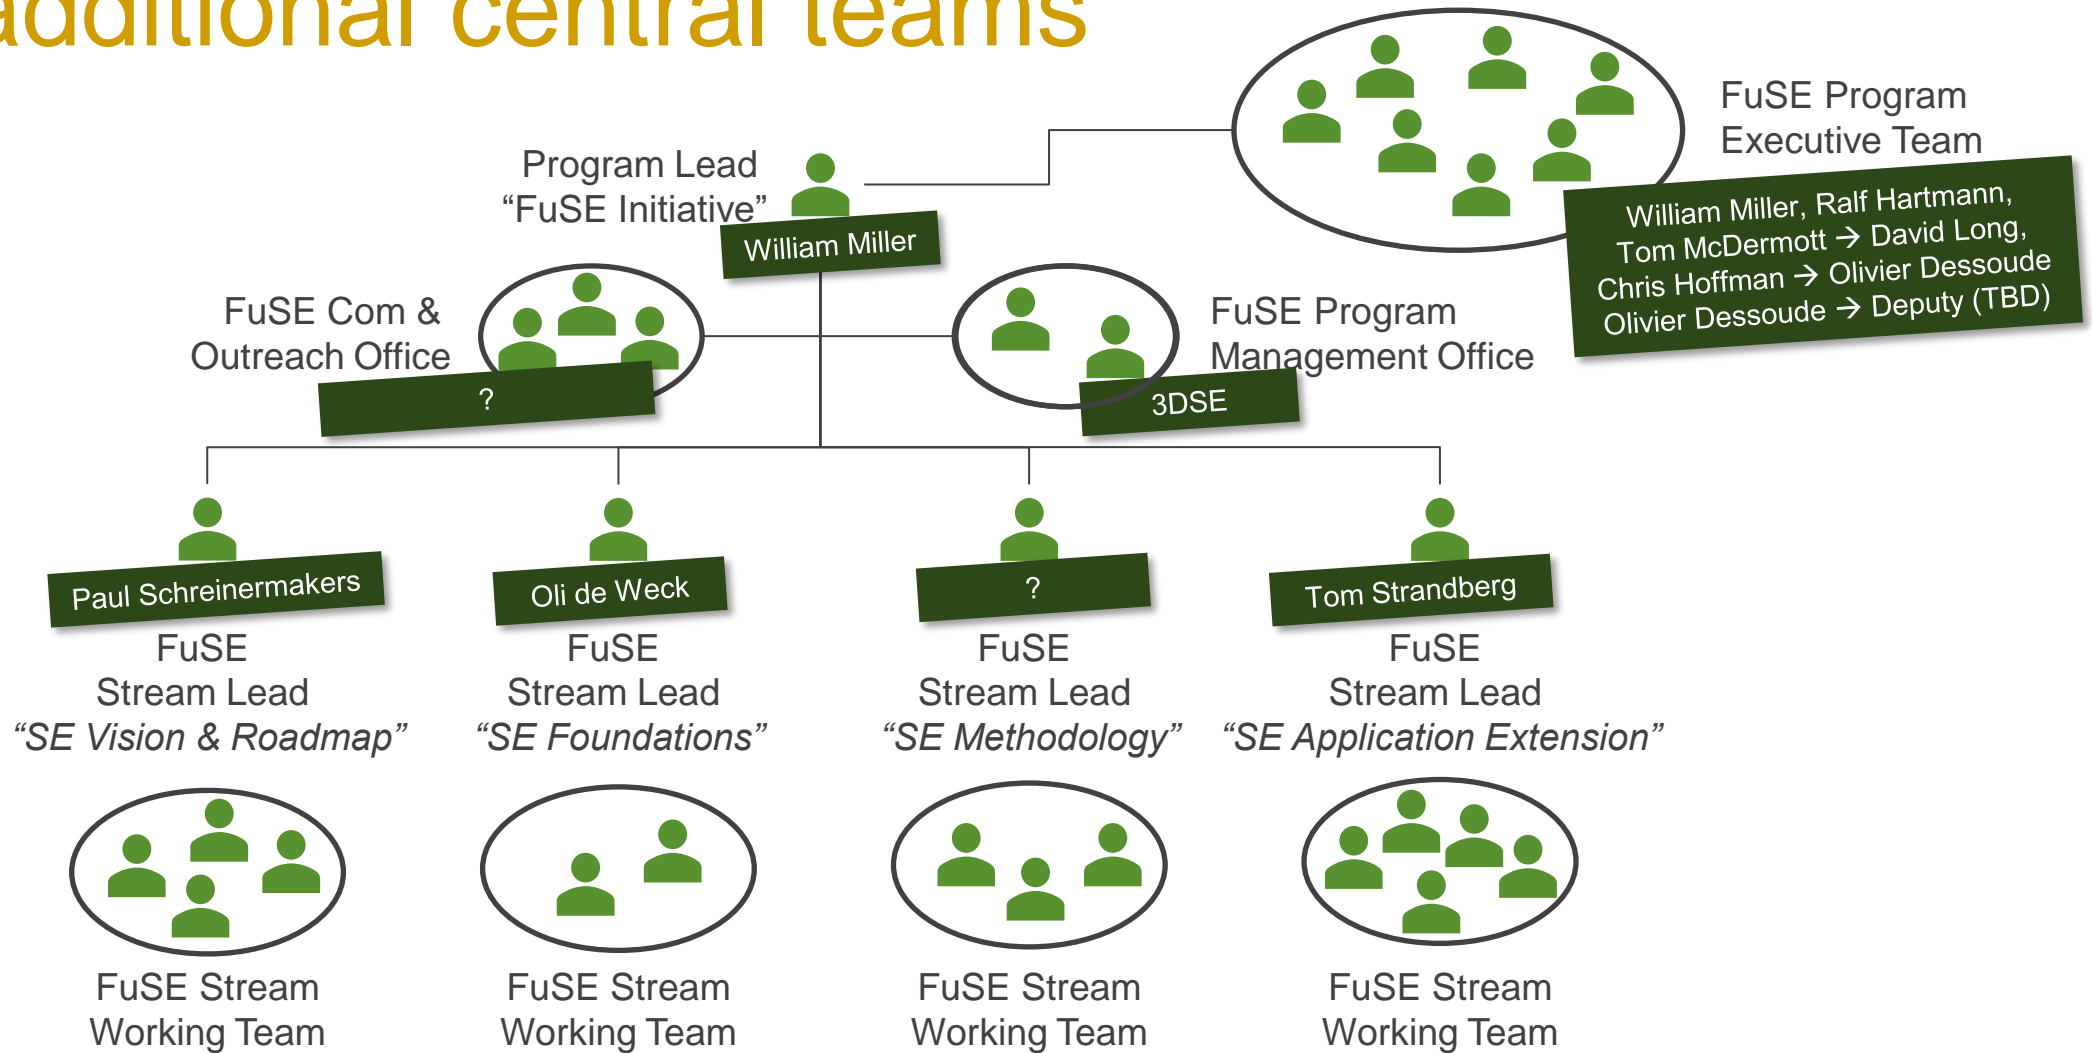 additional central teams
FuSE Program
Executive Team
William Miller, Ralf Hartmann,
Tom McDermott → David Long,
Chris Hoffman → Olivier Dessoude
Olivier Dessoude → Deputy (TBD)
Program Lead
“FuSE Initiative”
William Miller
FuSE Com &
Outreach Office
?
FuSE Program
Management Office
3DSE
Paul Schreinermakers
FuSE
Stream Lead
“SE Vision & Roadmap”
Oli de Weck
FuSE
Stream Lead
“SE Foundations”
?
FuSE
Stream Lead
“SE Methodology”
Tom Strandberg
FuSE
Stream Lead
“SE Application Extension”
FuSE Stream
Working Team
FuSE Stream
Working Team
FuSE Stream
Working Team
FuSE Stream
Working Team